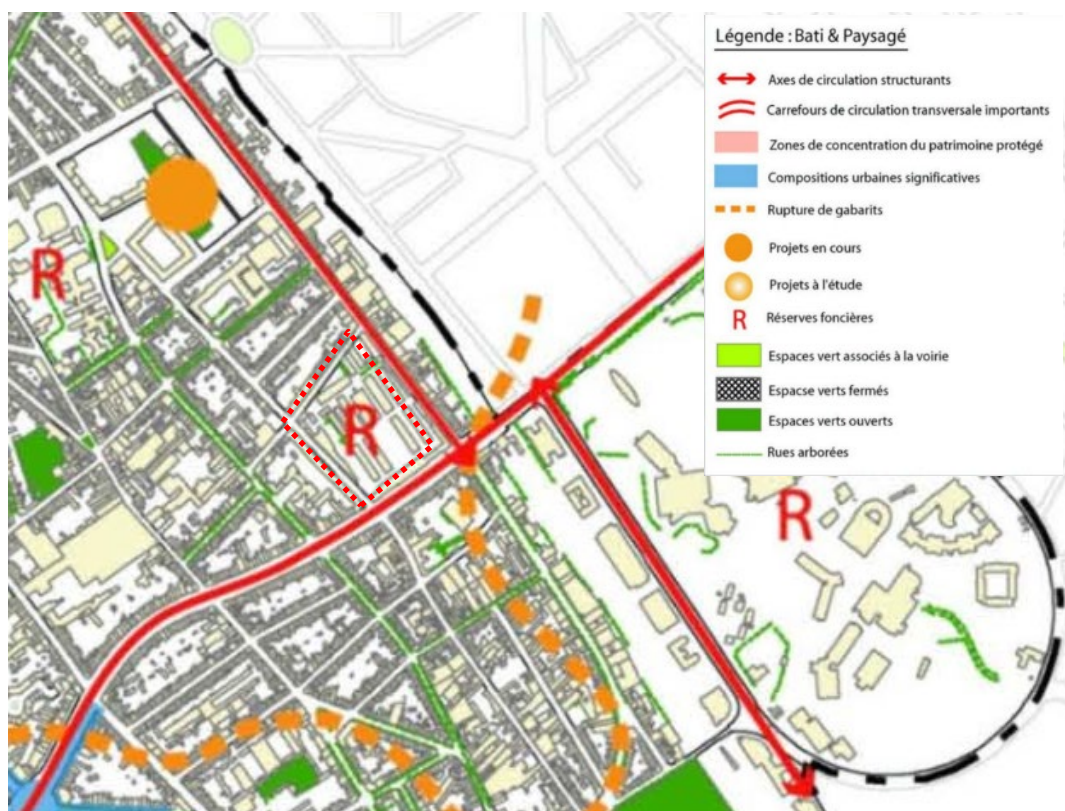 Légende : Bati & Paysagé
Axes de circulation structurants
Carrefours de circulation transversale importants
Zones de concentration du patrimoine protégé
Compositions urbaines significatives
Rupture de gabarits
Projets en cours
Projets à l'étude
R Réserves foncières
Espaces vert associés à la voirie
Espacse verts fermés
Espaces verts ouverts
Rues arborées
R
R
R